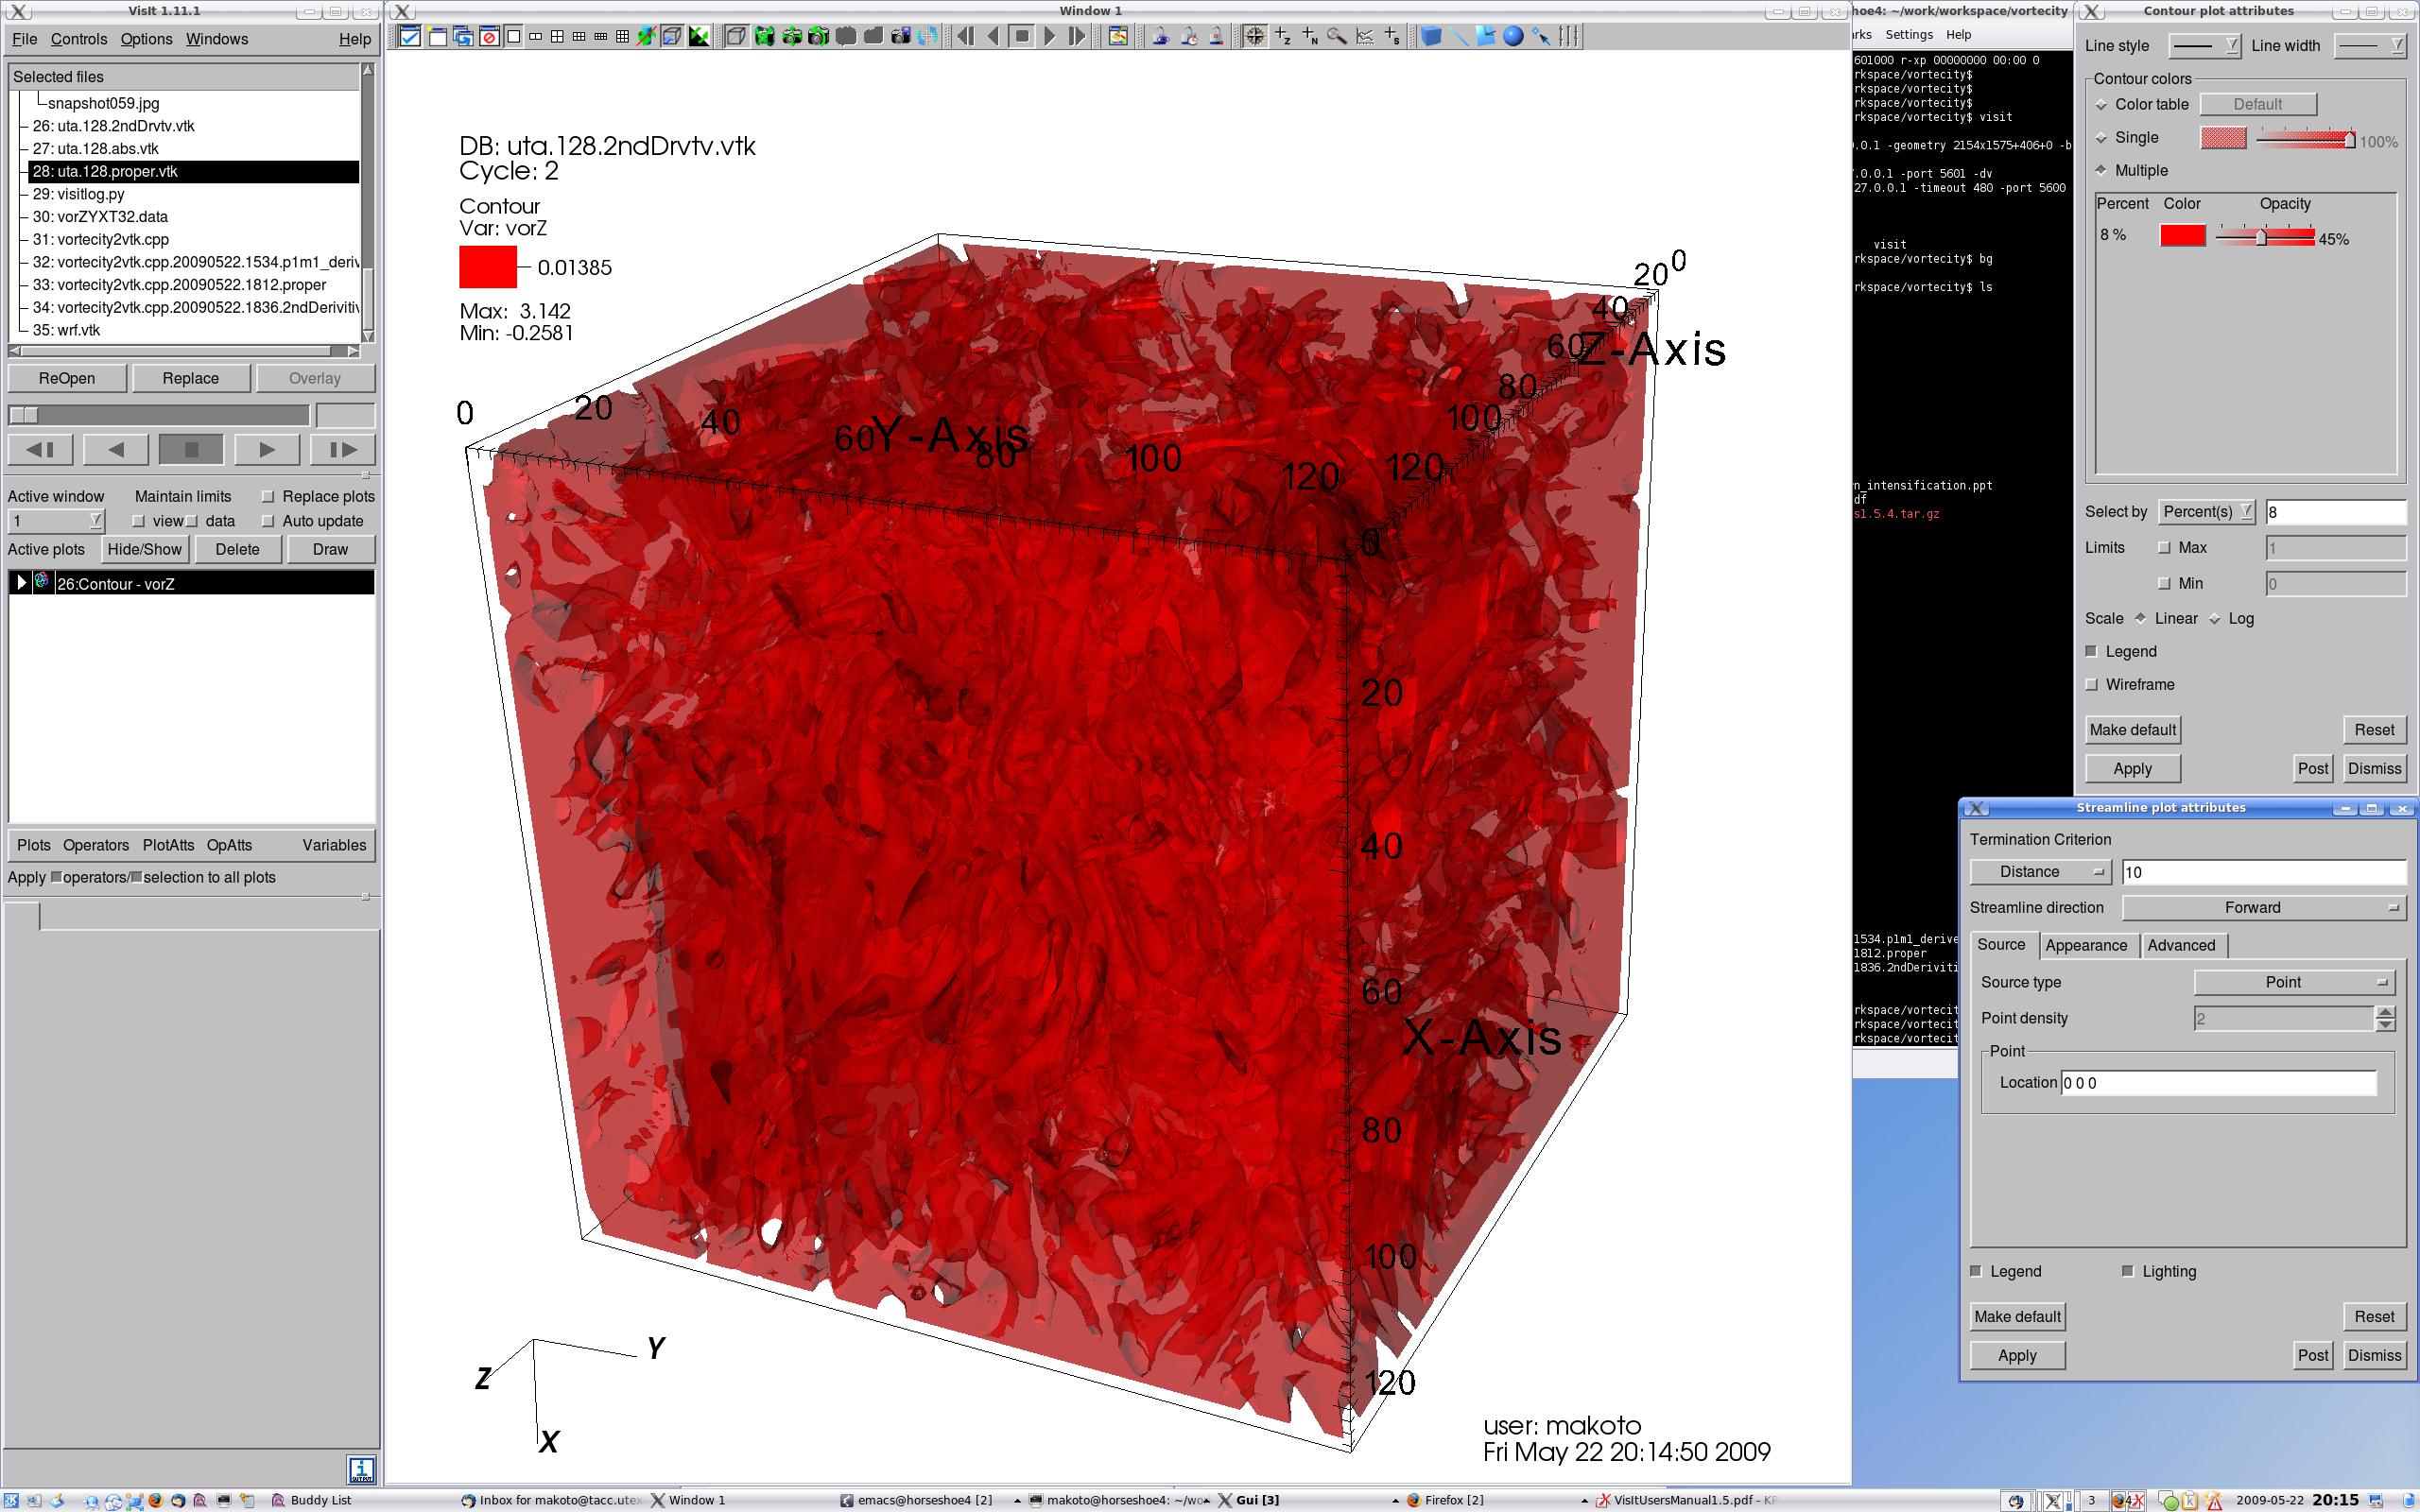 VisIt 1.11.1
File Controls Options Windows Help
Selected files
snapshot059.jpg
26: uta.128.2ndDrvtv.vtk
27: uta.128.abs.vtk
28: uta.128.proper.vtk
29: visitlog.py
30: vorZYXT32.data
31: vortecity2vtk.cpp
32: vortecity2vtk.cpp.20090522.1534.p1m1_deriv
33: vortecity2vtk.cpp.20090522.1812.proper
34: vortecity2vtk.cpp.20090522.1836.2ndDerivitiv
35: wrf.vtk
ReOpen Replace Overlay
Active window Maintain limits Replace plots
1 view data Auto update
Active plots Hide/Show Delete Draw
26:Contour - vorZ
Plots Operators PlotAtts OpAtts Variables
Apply operators/ selection to all plots
Window 1
DB: uta.128.2ndDrvtv.vtk
Cycle: 2
Contour
Var: vorZ
0.01385
Max: 3.142
Min: -0.2581
0 20 40 60 80 100 120
Y-Axis
0 20 40 60 80 100 120
Z-Axis
0
20
40
60
X-Axis
80
100
120
Y
Z
X
user: makoto
Fri May 22 20:14:50 2009
hoe4: ~/work/workspace/vortecity
rks Settings Help
601000 r-xp 00000000 00:00 0
rkspace/vortecity$
rkspace/vortecity$
rkspace/vortecity$
rkspace/vortecity$ visit
.0.1 -geometry 2154x1575+406+0 -b
7.0.0.1 -port 5601 -dv
27.0.0.1 -timeout 480 -port 5600
visit
rkspace/vortecity$ bg
rkspace/vortecity$ ls
n_intensification.ppt
df
s1.5.4.tar.gz
1534.p1m1_derive
1812.proper
1836.2ndDeriviti
rkspace/vortecit
rkspace/vortecit
rkspace/vortecit
Contour plot attributes
Line style Line width
Contour colors
Color table Default
Single 100%
Multiple
Percent Color Opacity
8 % 45%
Select by Percent(s) 8
Limits Max 1
Min 0
Scale Linear Log
Legend
Wireframe
Make default Reset
Apply Post Dismiss
Streamline plot attributes
Termination Criterion
Distance 10
Streamline direction Forward
Source Appearance Advanced
Source type Point
Point density 2
Point
Location 0 0 0
Legend Lighting
Make default Reset
Apply Post Dismiss
Buddy List Inbox for makoto@tacc.utex Window 1 emacs@horseshoe4 [2] makoto@horseshoe4: ~/wo Gui [3] Firefox [2] VisItUsersManual1.5.pdf - KP 3 2009-05-22 20:15